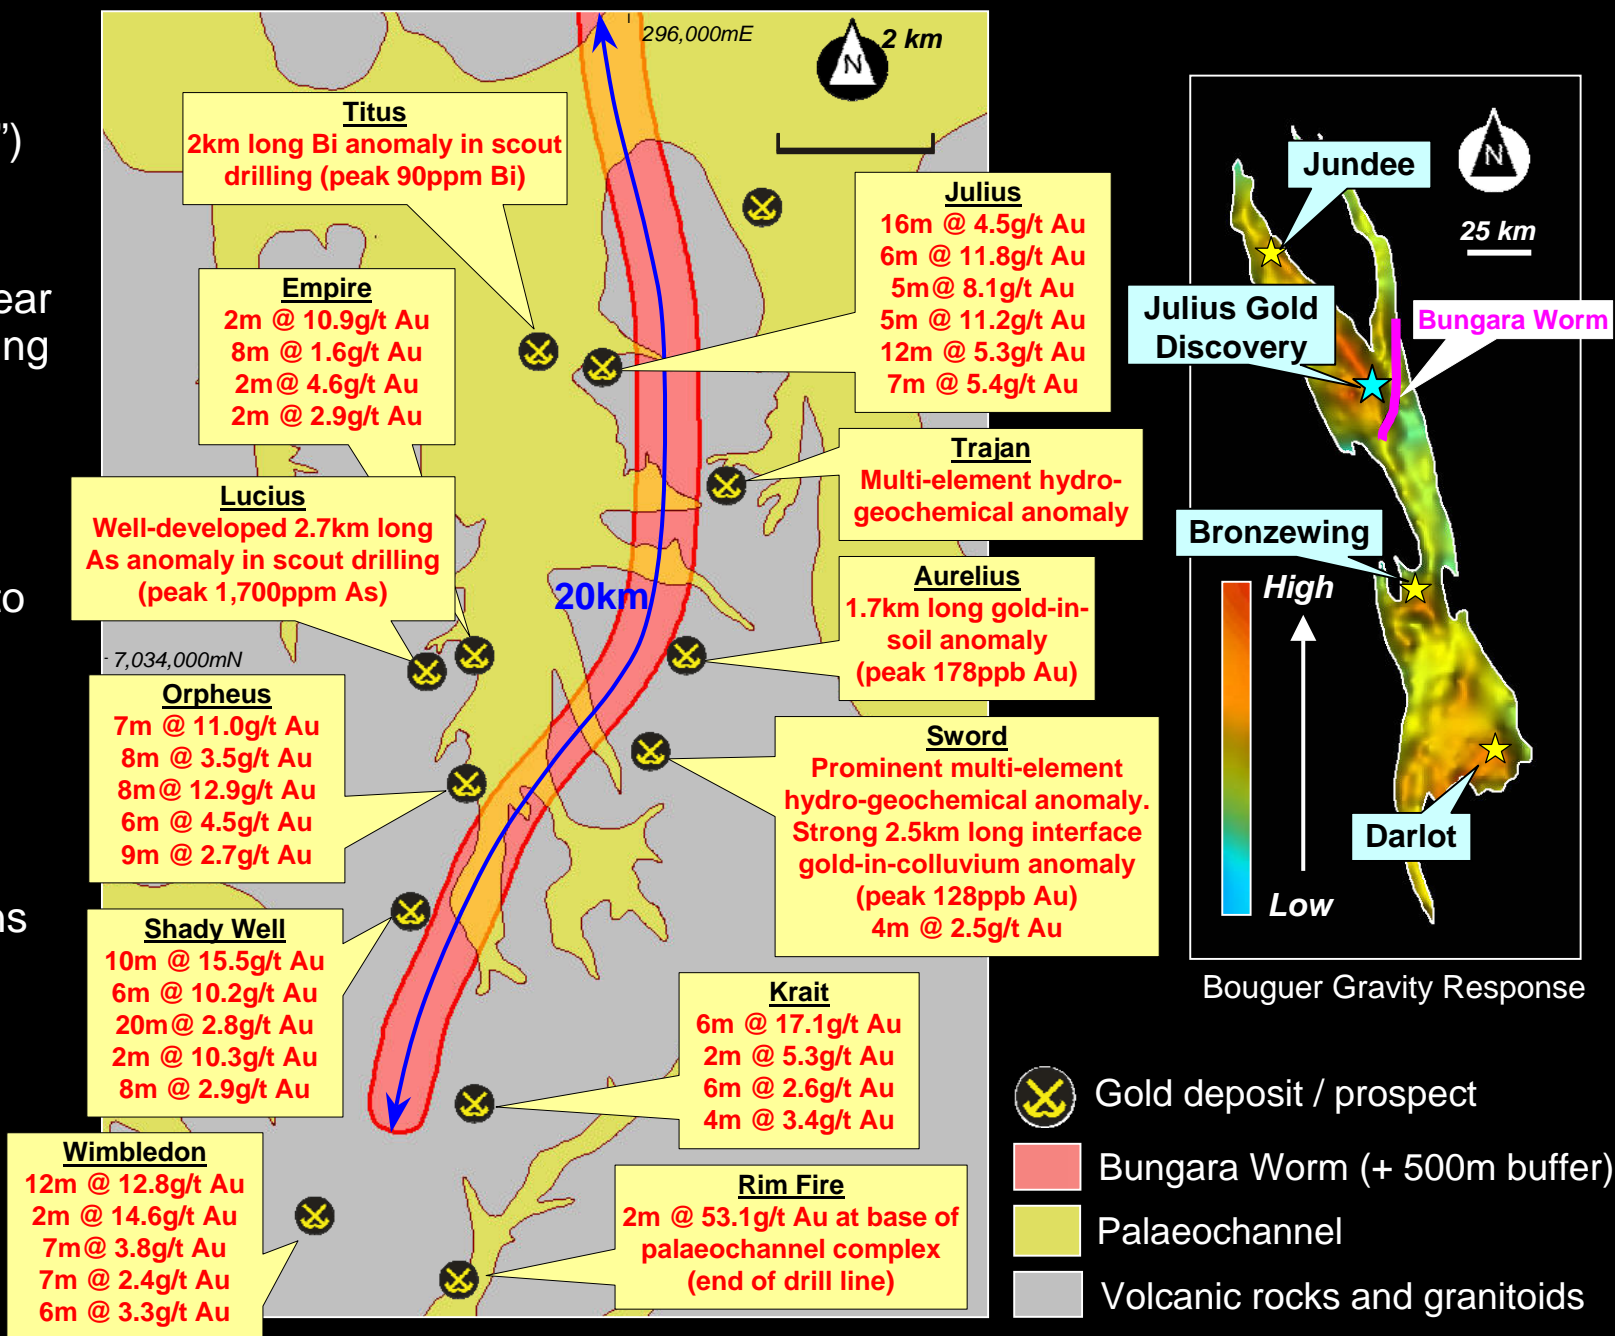 ”)
ear
ing
to
ns
296,000mE
N
2 km
Titus
2km long Bi anomaly in scout
drilling (peak 90ppm Bi)
Julius
16m @ 4.5g/t Au
6m @ 11.8g/t Au
5m@ 8.1g/t Au
5m @ 11.2g/t Au
12m @ 5.3g/t Au
7m @ 5.4g/t Au
Empire
2m @ 10.9g/t Au
8m @ 1.6g/t Au
2m@ 4.6g/t Au
2m @ 2.9g/t Au
Trajan
Multi-element hydro-
geochemical anomaly
Lucius
Well-developed 2.7km long
As anomaly in scout drilling
(peak 1,700ppm As)
20km
Aurelius
1.7km long gold-in-
soil anomaly
(peak 178ppb Au)
7,034,000mN
Orpheus
7m @ 11.0g/t Au
8m @ 3.5g/t Au
8m@ 12.9g/t Au
6m @ 4.5g/t Au
9m @ 2.7g/t Au
Sword
Prominent multi-element
hydro-geochemical anomaly.
Strong 2.5km long interface
gold-in-colluvium anomaly
(peak 128ppb Au)
4m @ 2.5g/t Au
Shady Well
10m @ 15.5g/t Au
6m @ 10.2g/t Au
20m@ 2.8g/t Au
2m @ 10.3g/t Au
8m @ 2.9g/t Au
Krait
6m @ 17.1g/t Au
2m @ 5.3g/t Au
6m @ 2.6g/t Au
4m @ 3.4g/t Au
Wimbledon
12m @ 12.8g/t Au
2m @ 14.6g/t Au
7m@ 3.8g/t Au
7m @ 2.4g/t Au
6m @ 3.3g/t Au
Rim Fire
2m @ 53.1g/t Au at base of
palaeochannel complex
(end of drill line)
Jundee
N
25 km
Julius Gold
Discovery
Bungara Worm
Bronzewing
High
Darlot
Low
Bouguer Gravity Response
Gold deposit / prospect
Bungara Worm (+ 500m buffer)
Palaeochannel
Volcanic rocks and granitoids